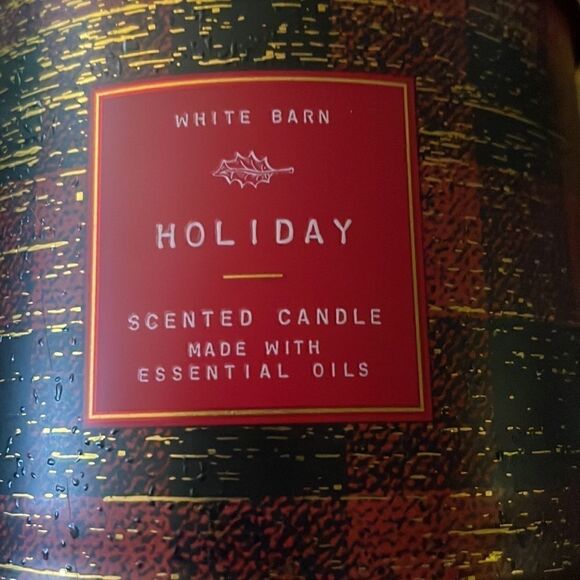 WHITE BARN
HOLIDAY
SCENTED CANDLE
MADE WITH
ESSENTIAL OILS